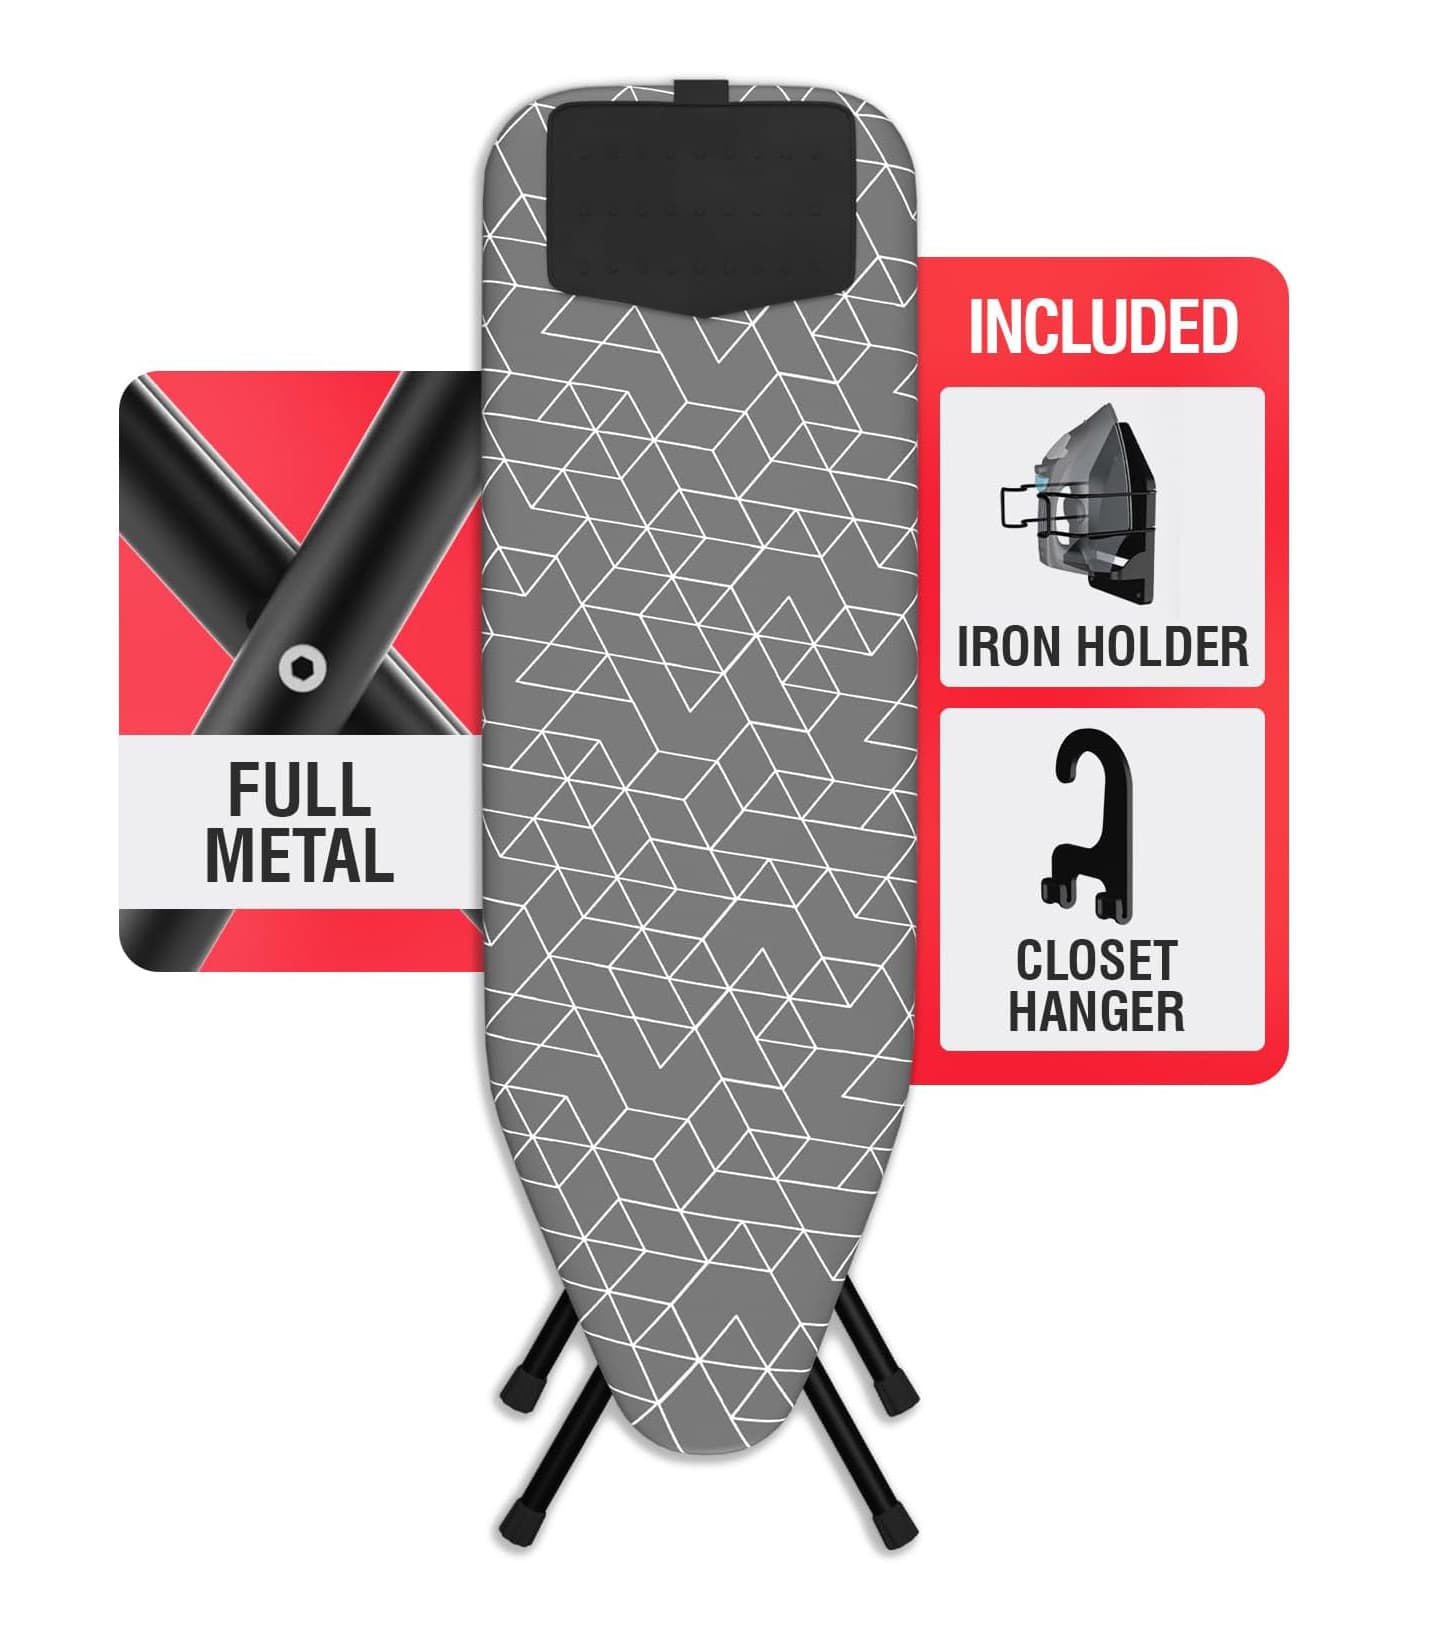 FULL
METAL
INCLUDED
IRON HOLDER
CLOSET
HANGER